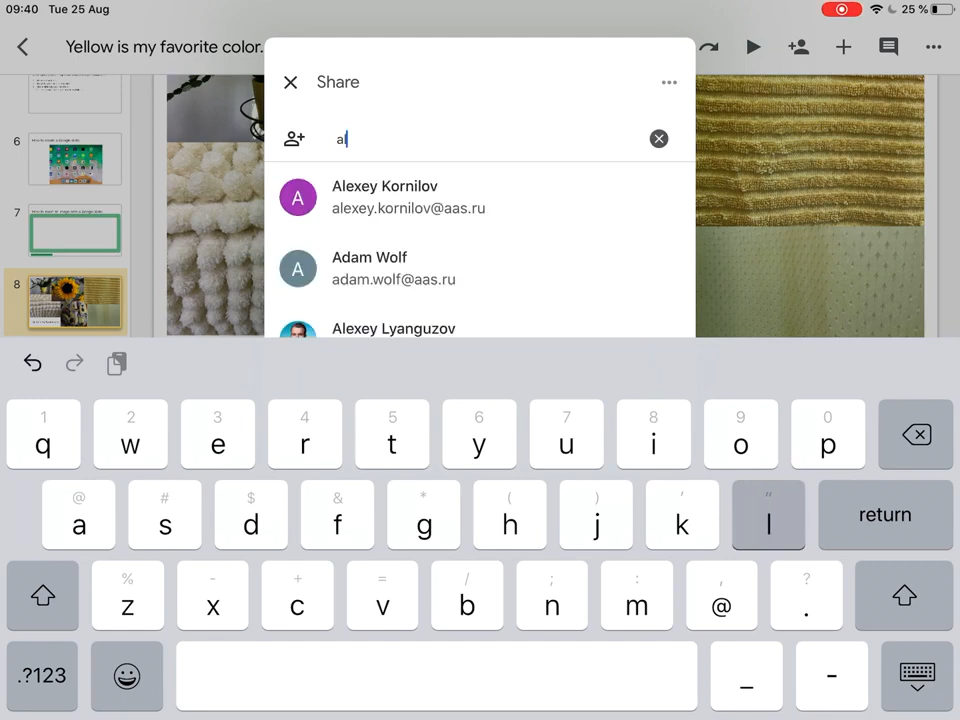 09:40 Tue 25 Aug
25 %
Yellow is my favorite color.
Share
al
A
Alexey Kornilov
alexey.kornilov@aas.ru
A
Adam Wolf
adam.wolf@aas.ru
Alexey Lyanguzov
6
7
8
1 2 3 4 5 6 7 8 9 0
q w e r t y u i o p
@ # $ & * ( ) ' "
a s d f g h j k l return
% - + = / ; : , ?
z x c v b n m @ .
.?123 _ -